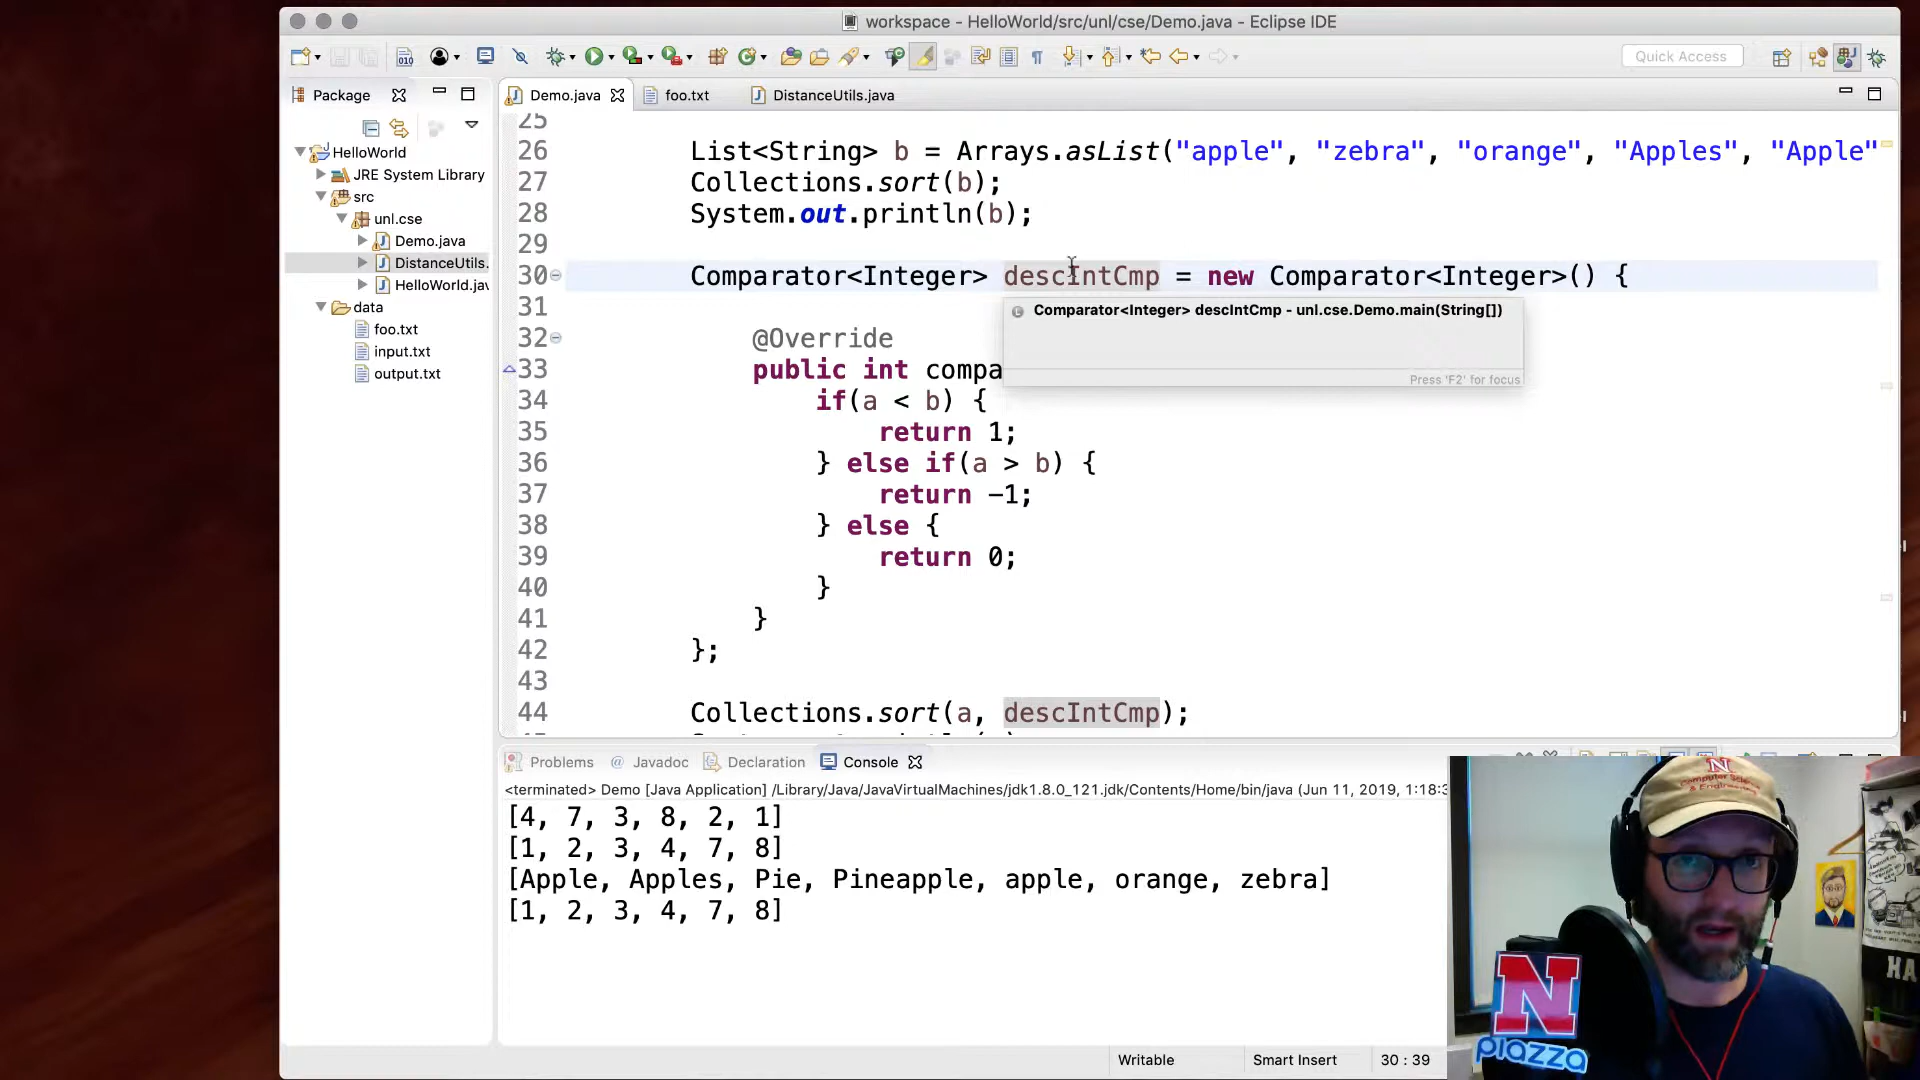 workspace - HelloWorld/src/unl/cse/Demo.java - Eclipse IDE
Quick Access
Package
Demo.java
foo.txt
DistanceUtils.java
HelloWorld
JRE System Library
src
unl.cse
Demo.java
DistanceUtils.
HelloWorld.jav
data
foo.txt
input.txt
output.txt
25
26 List<String> b = Arrays.asList("apple", "zebra", "orange", "Apples", "Apple"
27 Collections.sort(b);
28 System.out.println(b);
29
30 Comparator<Integer> descIntCmp = new Comparator<Integer>() {
31
Comparator<Integer> descIntCmp - unl.cse.Demo.main(String[])
Press 'F2' for focus
32 @Override
33 public int compa
34 if(a < b) {
35 return 1;
36 } else if(a > b) {
37 return -1;
38 } else {
39 return 0;
40 }
41 }
42 };
43
44 Collections.sort(a, descIntCmp);
Problems
@ Javadoc
Declaration
Console
<terminated> Demo [Java Application] /Library/Java/JavaVirtualMachines/jdk1.8.0_121.jdk/Contents/Home/bin/java (Jun 11, 2019, 1:18:3
[4, 7, 3, 8, 2, 1]
[1, 2, 3, 4, 7, 8]
[Apple, Apples, Pie, Pineapple, apple, orange, zebra]
[1, 2, 3, 4, 7, 8]
Writable
Smart Insert
30 : 39
N
Computer Science
& Engineering
N
piazza
HA